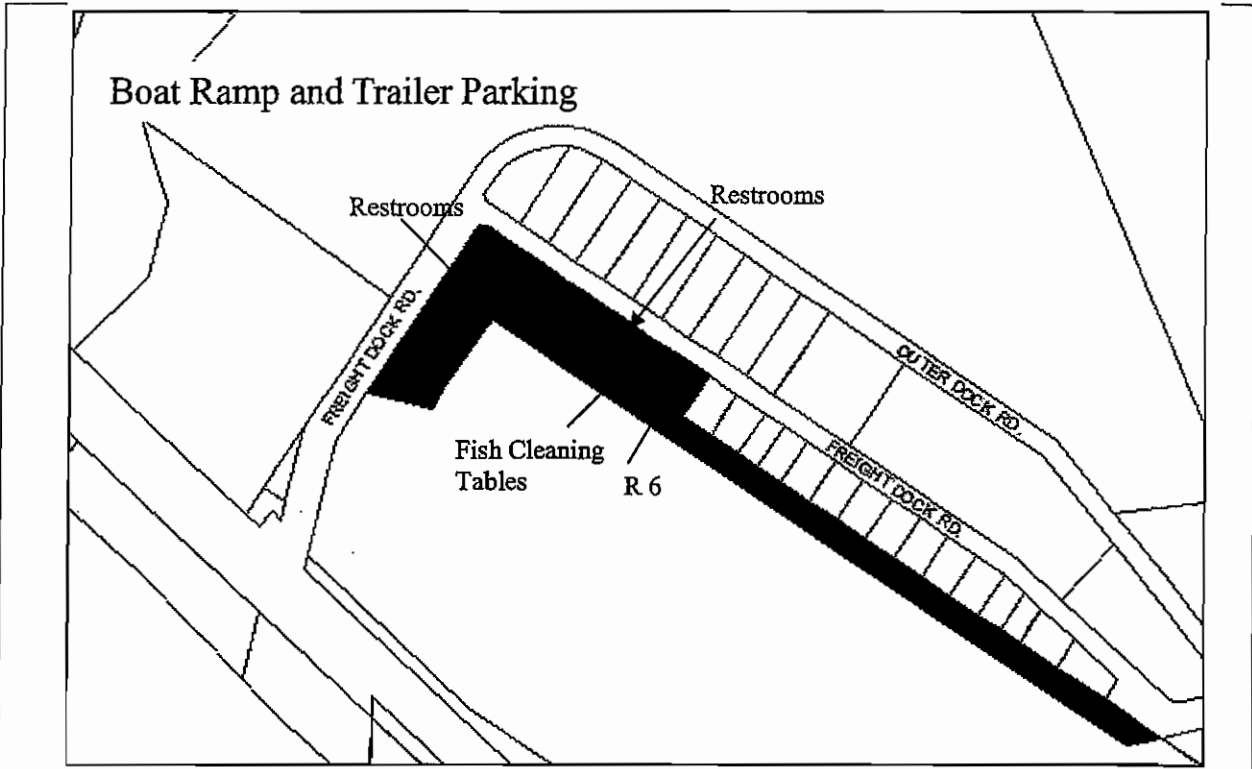 Boat Ramp and Trailer Parking
Restrooms
Restrooms
FREIGHT DOCK RD.
OUTER DOCK RD.
FREIGHT DOCK RD.
Fish Cleaning
Tables
R 6